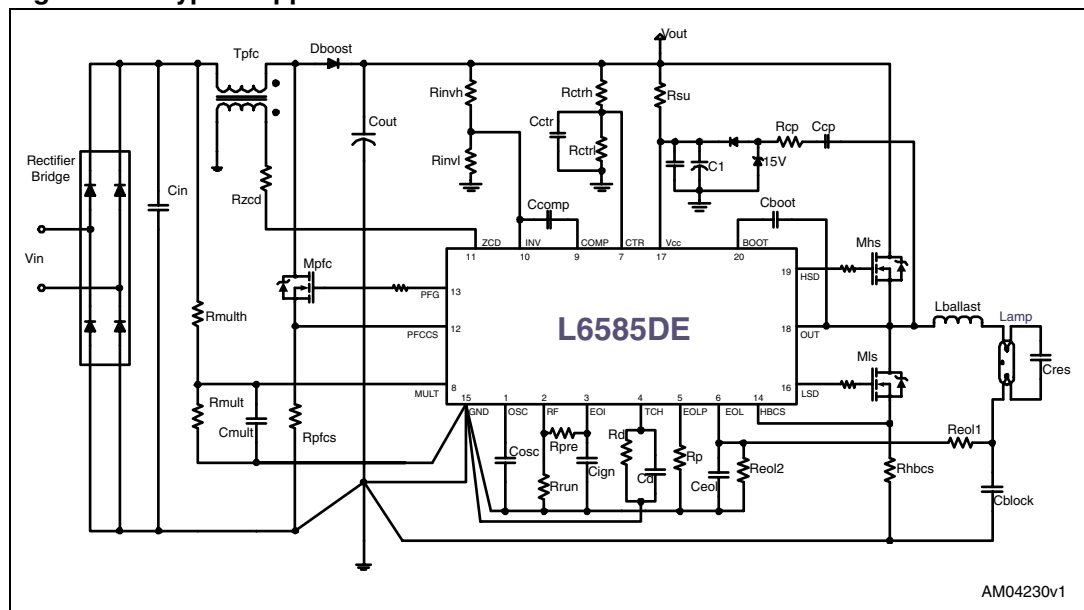 Vout
Tpfc
Dboost
Rinvh
Rctrh
Rsu
Cout
Cctr
Rinvl
Rctrl
C1
15V
Rcp
Ccp
Rectifier
Bridge
Cin
Rzcd
Ccomp
Cboot
Vin
ZCD
INV
COMP
CTR
Vcc
BOOT
11
10
9
7
17
20
Mpfc
PFG
13
Rmulth
PFCCS
12
L6585DE
19
HSD
Mhs
18
OUT
Lballast
Lamp
Cres
16
LSD
Mls
MULT
8
15
GND
1
OSC
2
RF
3
EOI
4
TCH
5
EOLP
6
EOL
14
HBCS
Rmult
Cmult
Rpfcs
Cosc
Rpre
Rrun
Cign
Rd
Cd
Rp
Ceol
Reol2
Reol1
Rhbcs
Cblock
AM04230v1